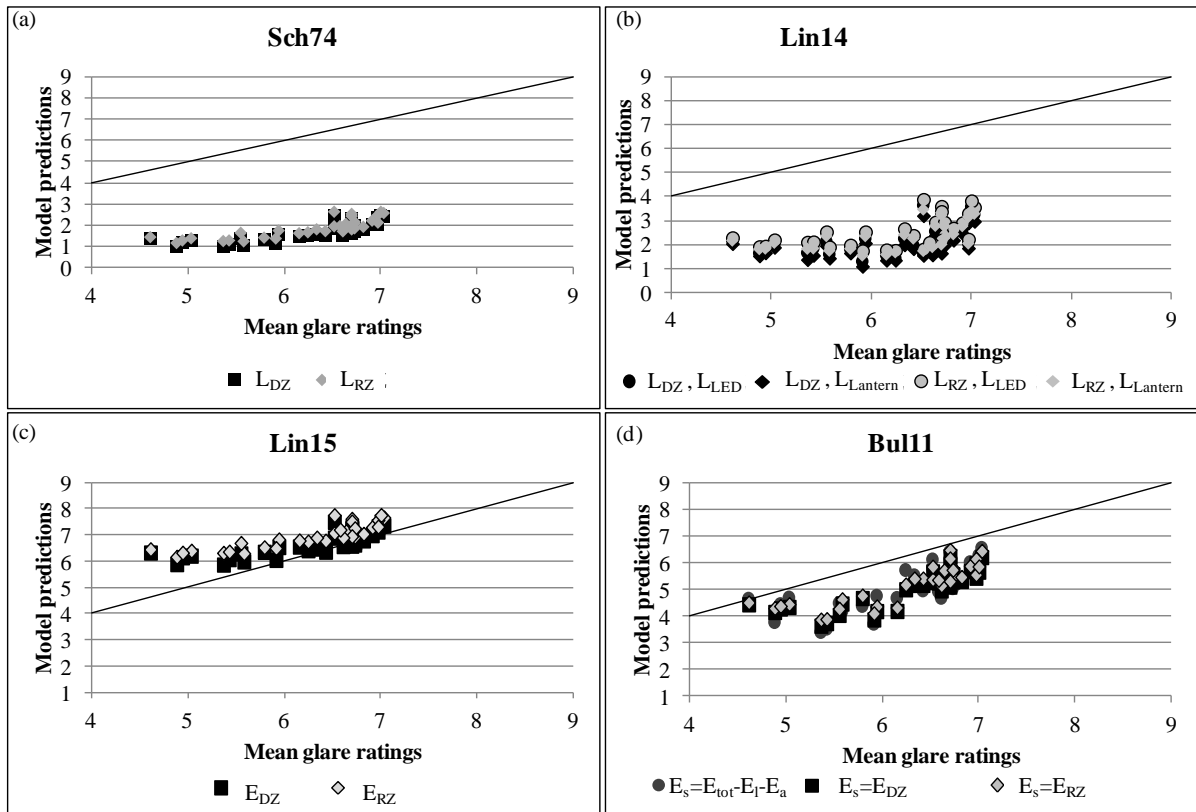 (a)
Sch74
Model predictions
9
8
7
6
5
4
3
2
1
0
4 5 6 7 8 9
Mean glare ratings
L_DZ L_RZ
(b)
Lin14
Model predictions
9
8
7
6
5
4
3
2
1
0
4 5 6 7 8 9
Mean glare ratings
L_DZ , L_LED L_DZ , L_Lantern L_RZ , L_LED L_RZ , L_Lantern
(c)
Lin15
Model predictions
9
8
7
6
5
4
3
2
1
4 5 6 7 8 9
Mean glare ratings
E_DZ E_RZ
(d)
Bul11
Model predictions
9
8
7
6
5
4
3
2
1
4 5 6 7 8 9
Mean glare ratings
E_s=E_tot-E_l-E_a E_s=E_DZ E_s=E_RZ